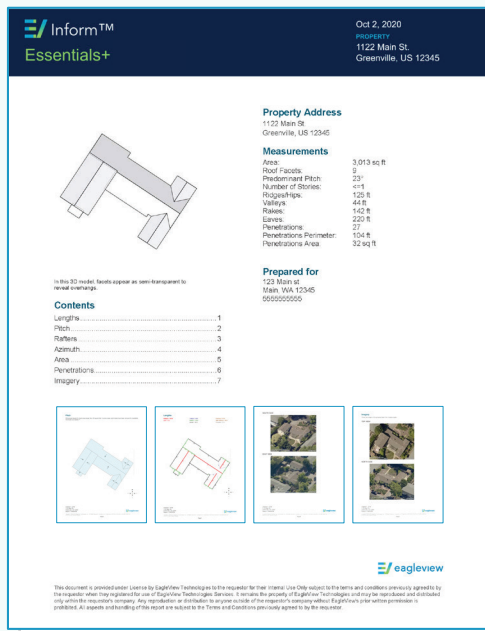 Inform™
Essentials+
Oct 2, 2020
PROPERTY
1122 Main St.
Greenville, US 12345
Property Address
1122 Main St
Greenville, US 12345
Measurements
Area: 3,013 sq ft
Roof Facets: 9
Predominant Pitch: 23°
Number of Stories: <=1
Ridges/Hips: 125 ft
Valleys: 44 ft
Rakes: 142 ft
Eaves: 220 ft
Penetrations: 27
Penetrations Perimeter: 104 ft
Penetrations Area: 32 sq ft
In this 3D model, facets appear as semi-transparent to
reveal overhangs.
Prepared for
123 Main st
Main, WA 12345
5555555555
Contents
Lengths 1
Pitch 2
Rafters 3
Azimuth 4
Area 5
Penetrations 6
Imagery 7
eagleview
This document is provided under License by EagleView Technologies to the requestor for their Internal Use Only subject to the terms and conditions previously agreed to by
the requestor when they registered for use of EagleView Technologies Services. It remains the property of EagleView Technologies and may be reproduced and distributed
only within the requestor's company. Any reproduction or distribution to anyone outside of the requestor's company without EagleView's prior written permission is
prohibited. All aspects and handling of this report are subject to the Terms and Conditions previously agreed to by the requestor.